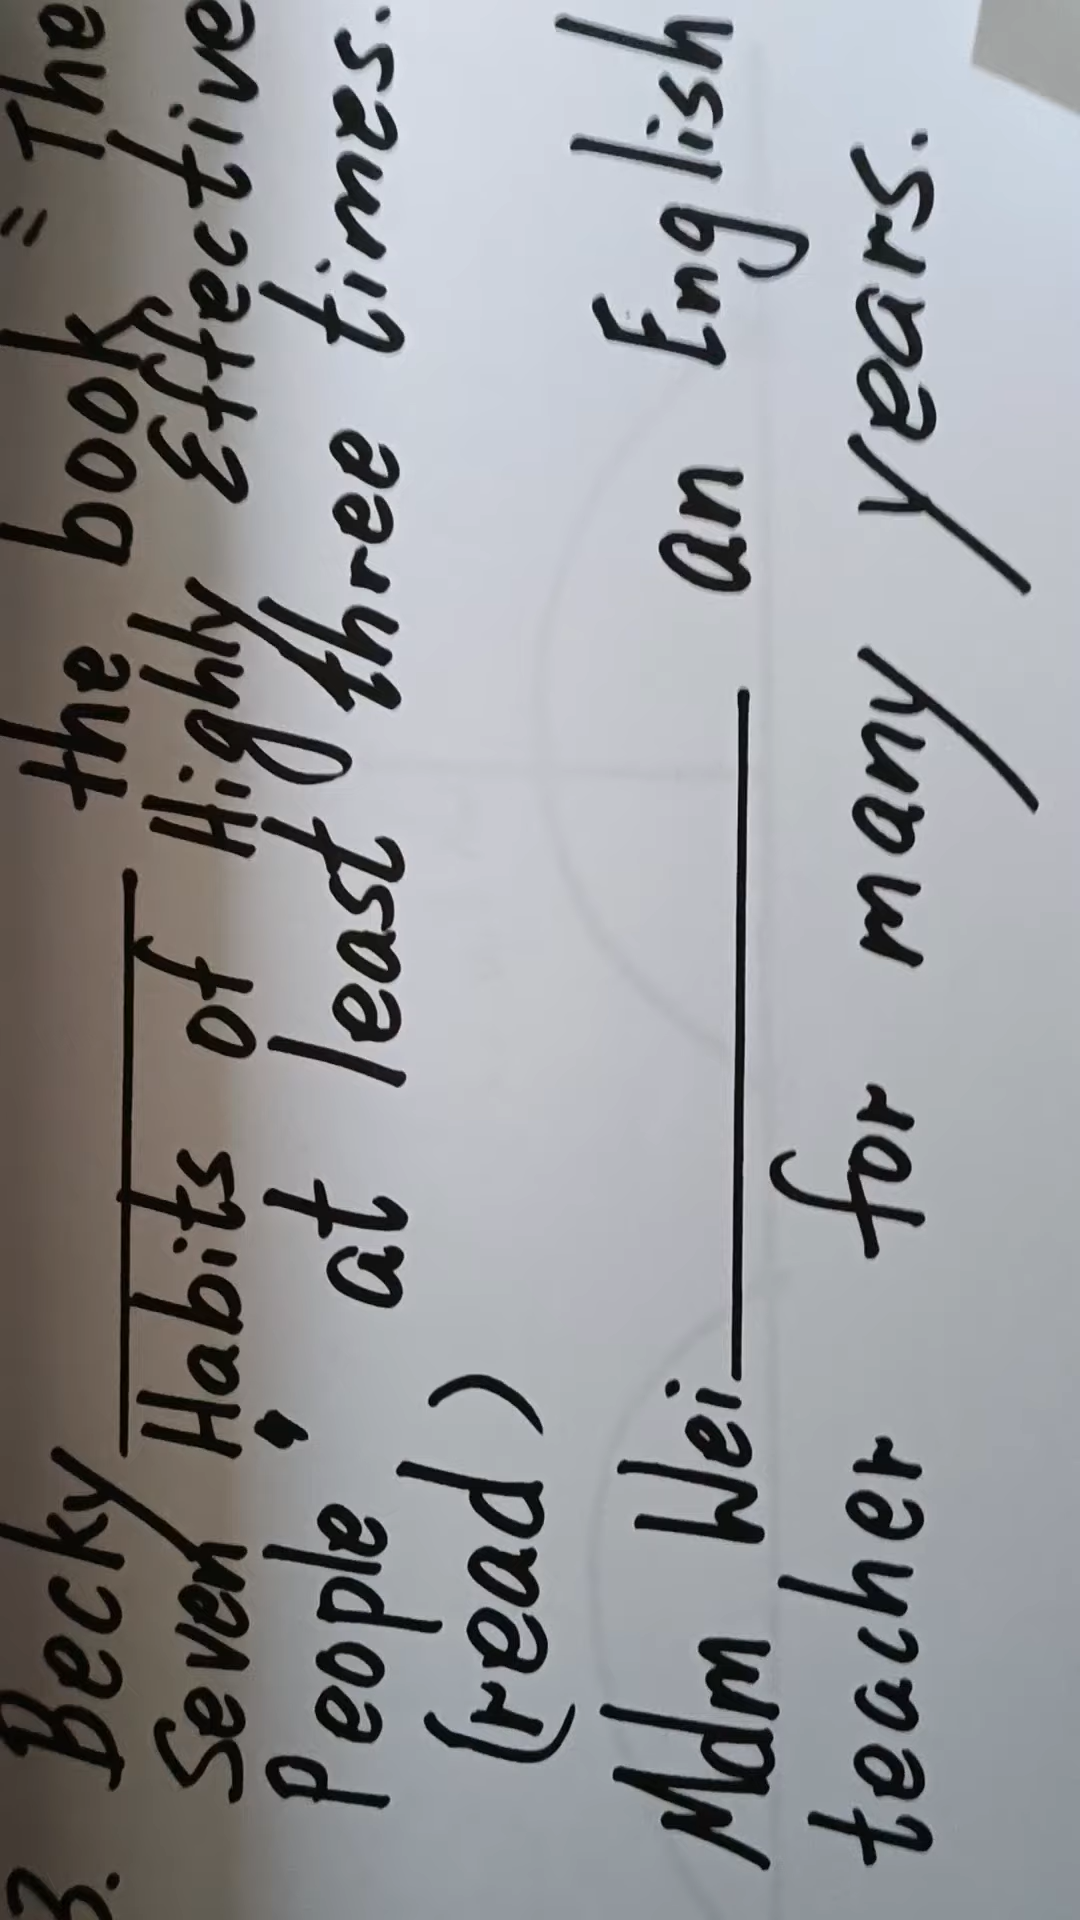 3. Becky ______ the book "The
Seven Habits of Highly Effective
People" at least three times.
(read)
Mdm Wei ______ an English
teacher for many years.